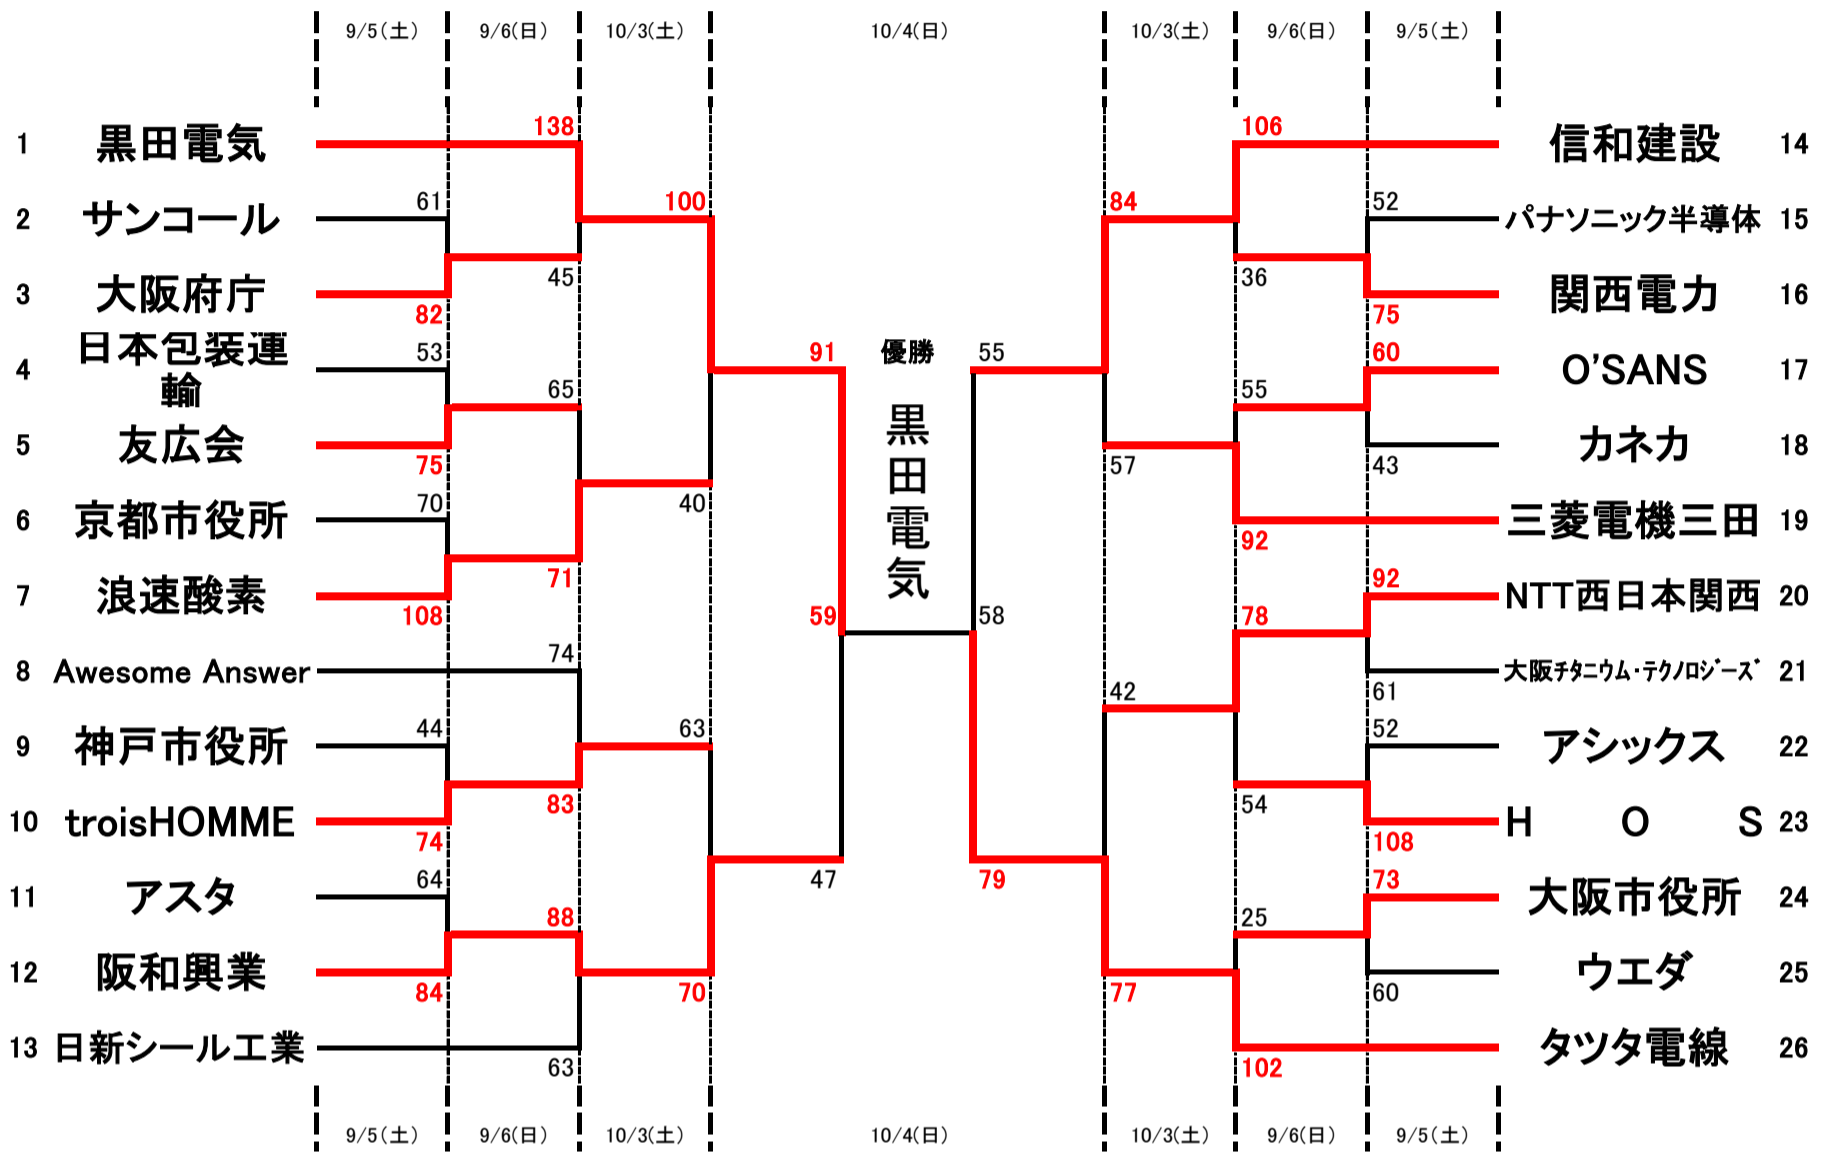 9/5(土) 9/6(日) 10/3(土) 10/4(日) 10/3(土) 9/6(日) 9/5(土)
138
106
1 黒田電気
信和建設 14
61
100
84
52
2 サンコール
パナソニック半導体 15
45
36
3 大阪府庁
関西電力 16
82
75
日本包装運
53
91
優勝
55
60
4
輸
O'SANS 17
65
55
黒田電気
5 友広会
カネカ 18
75
57
43
70
40
6 京都市役所
三菱電機三田 19
71
92
92
7 浪速酸素
NTT西日本関西 20
108
59
58
78
74
8 Awesome Answer
大阪チタニウム・テクノロジーズ 21
44
63
42
61
52
9 神戸市役所
アシックス 22
83
54
10 troisHOMME
H O S 23
74
108
64
47
79
73
11 アスタ
大阪市役所 24
88
25
12 阪和興業
ウエダ 25
84
70
77
60
13 日新シール工業
タツタ電線 26
63
102
9/5(土) 9/6(日) 10/3(土) 10/4(日) 10/3(土) 9/6(日) 9/5(土)